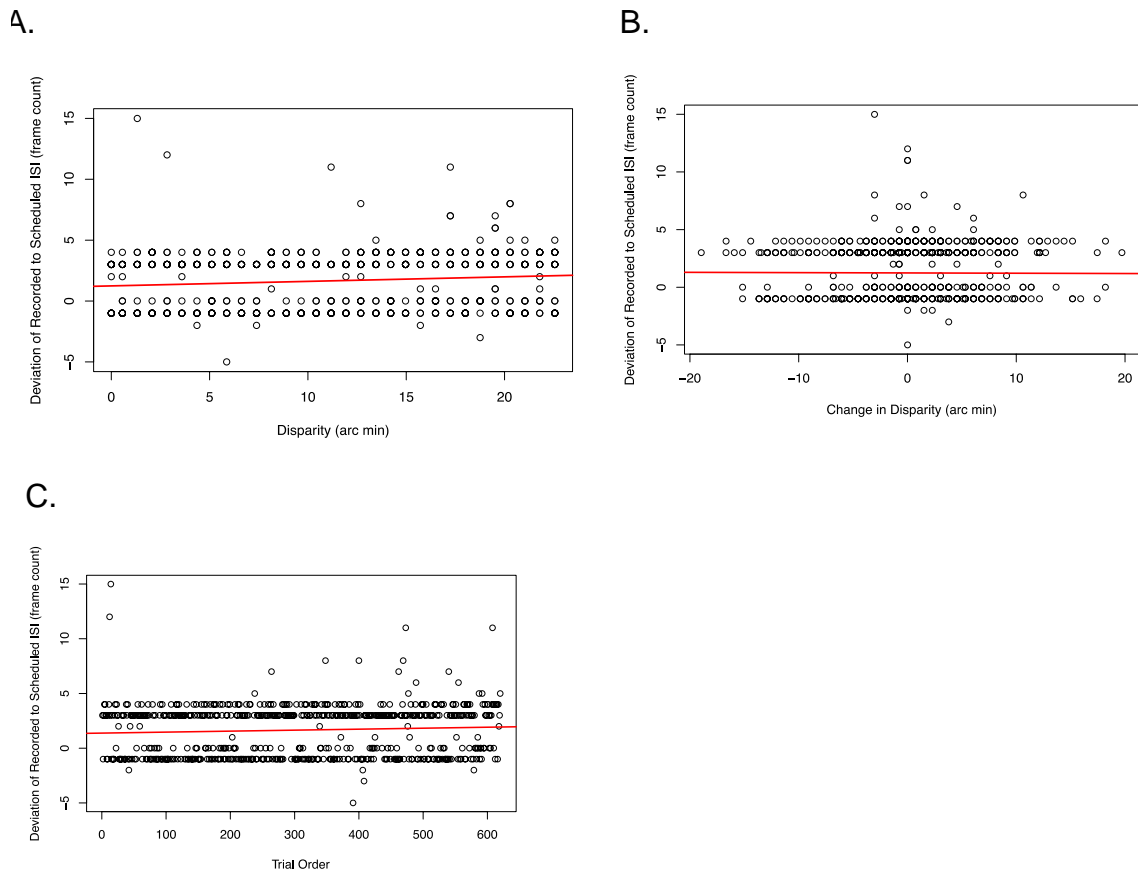 A.
Deviation of Recorded to Scheduled ISI (frame count)
15
10
5
0
−5
0 5 10 15 20
Disparity (arc min)
B.
Deviation of Recorded to Scheduled ISI (frame count)
15
10
5
0
−5
−20 −10 0 10 20
Change in Disparity (arc min)
C.
Deviation of Recorded to Scheduled ISI (frame count)
15
10
5
0
−5
0 100 200 300 400 500 600
Trial Order